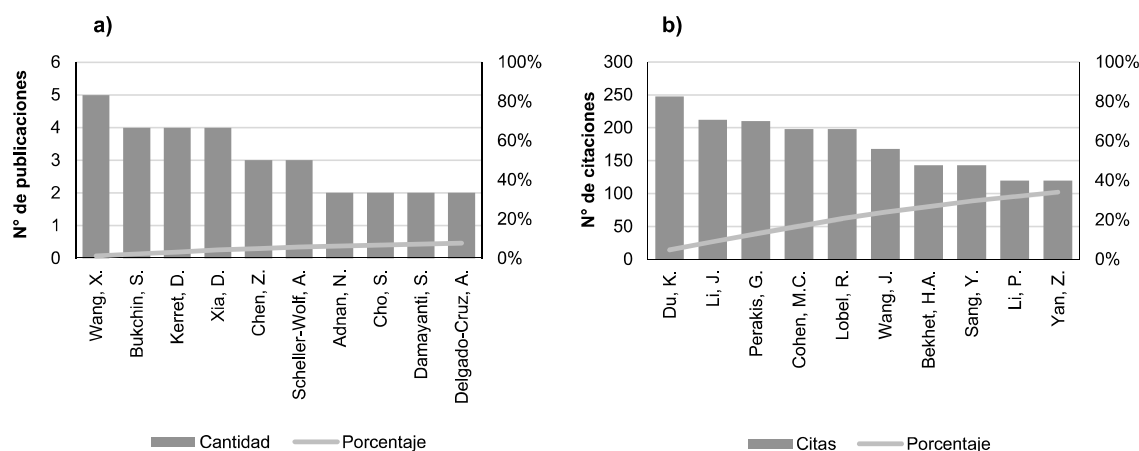 a)
N° de publicaciones
6
5
4
3
2
1
0
100%
80%
60%
40%
20%
0%
Wang, X.
Bukchin, S.
Kerret, D.
Xia, D.
Chen, Z.
Scheller-Wolf, A.
Adnan, N.
Cho, S.
Damayanti, S.
Delgado-Cruz, A.
Cantidad
Porcentaje
b)
N° de citaciones
300
250
200
150
100
50
0
100%
80%
60%
40%
20%
0%
Du, K.
Li, J.
Perakis, G.
Cohen, M.C.
Lobel, R.
Wang, J.
Bekhet, H.A.
Sang, Y.
Li, P.
Yan, Z.
Citas
Porcentaje